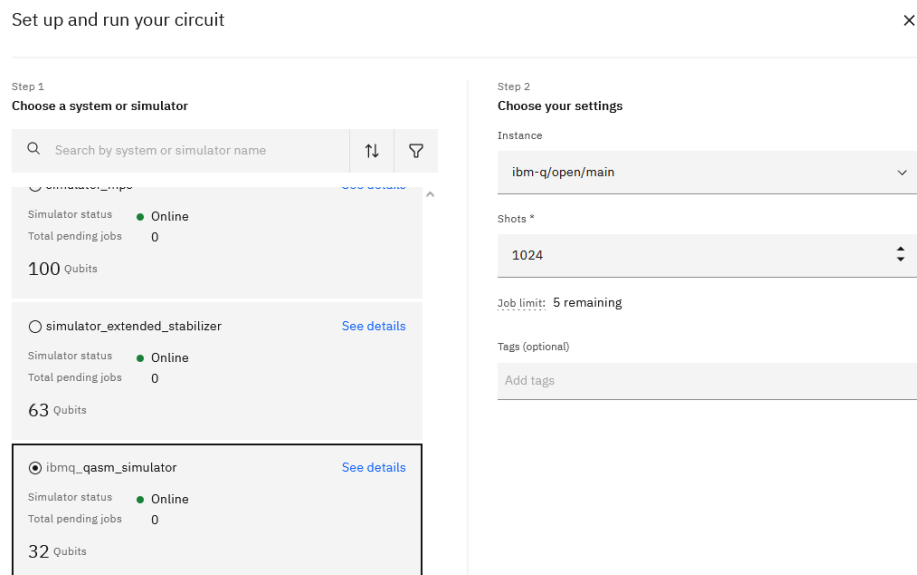 Set up and run your circuit
Step 1
Choose a system or simulator
Search by system or simulator name
simulator_mps
See details
Simulator status Online
Total pending jobs 0
100 Qubits
simulator_extended_stabilizer See details
Simulator status Online
Total pending jobs 0
63 Qubits
ibmq_qasm_simulator See details
Simulator status Online
Total pending jobs 0
32 Qubits
Step 2
Choose your settings
Instance
ibm-q/open/main
Shots *
1024
Job limit: 5 remaining
Tags (optional)
Add tags